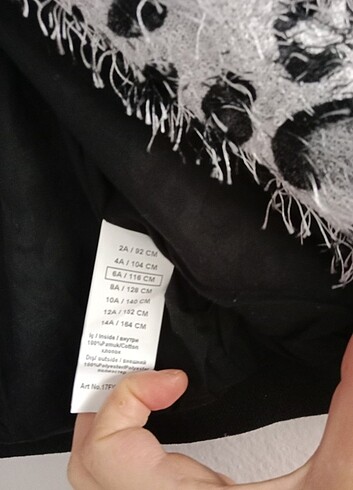 2A / 92 CM
4A / 104 CM
6A / 116 CM
8A / 128 CM
10A / 140 CM
12A / 152 CM
14A / 164 CM
İç / Inside / внутри
100%Pamuk/Cotton
хлопок
Dış/ outside / внешний
100%Polyester/Polyester
полиэстер
Art No:17